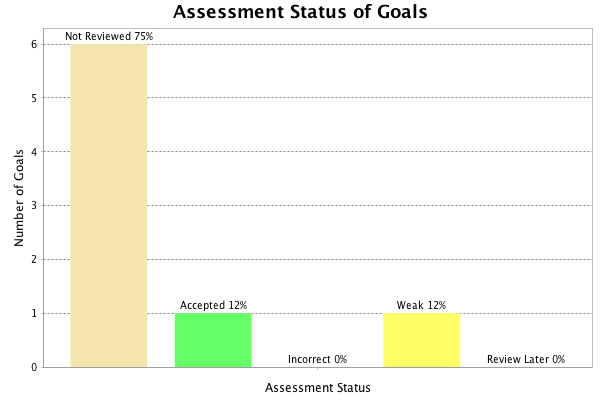 Assessment Status of Goals
Number of Goals
6
5
4
3
2
1
0
Not Reviewed 75%
Accepted 12%
Incorrect 0%
Weak 12%
Review Later 0%
Assessment Status